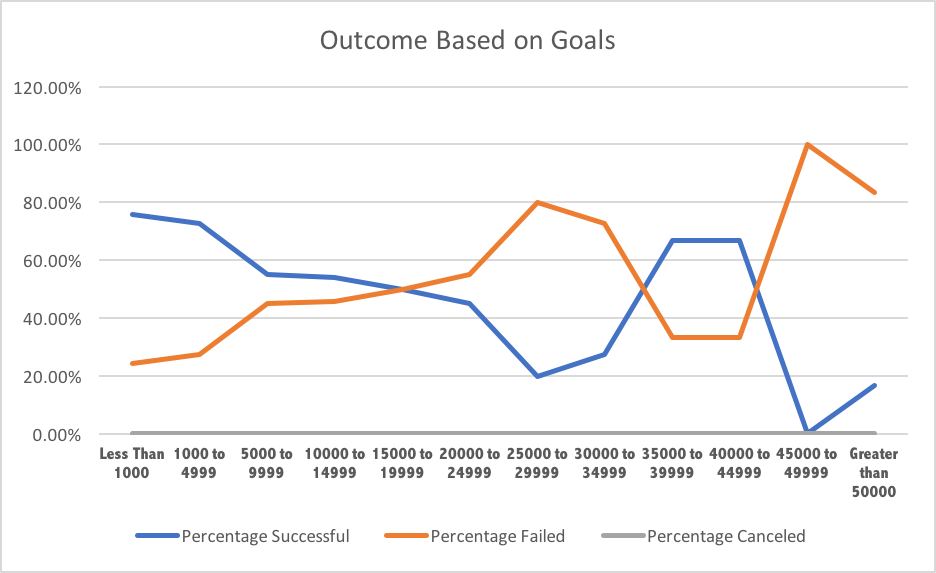 Outcome Based on Goals
120.00%
100.00%
80.00%
60.00%
40.00%
20.00%
0.00%
Less Than 1000
1000 to 4999
5000 to 9999
10000 to 14999
15000 to 19999
20000 to 24999
25000 to 29999
30000 to 34999
35000 to 39999
40000 to 44999
45000 to 49999
Greater than 50000
Percentage Successful
Percentage Failed
Percentage Canceled